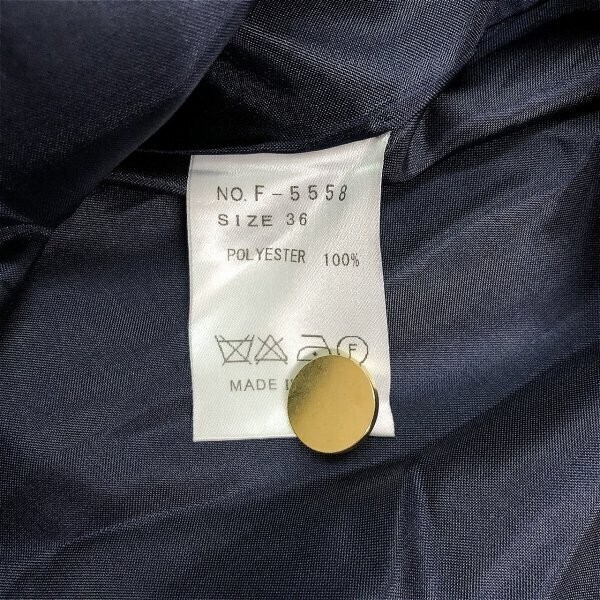 NO. F-5558
SIZE 36
POLYESTER 100%
F
MADE